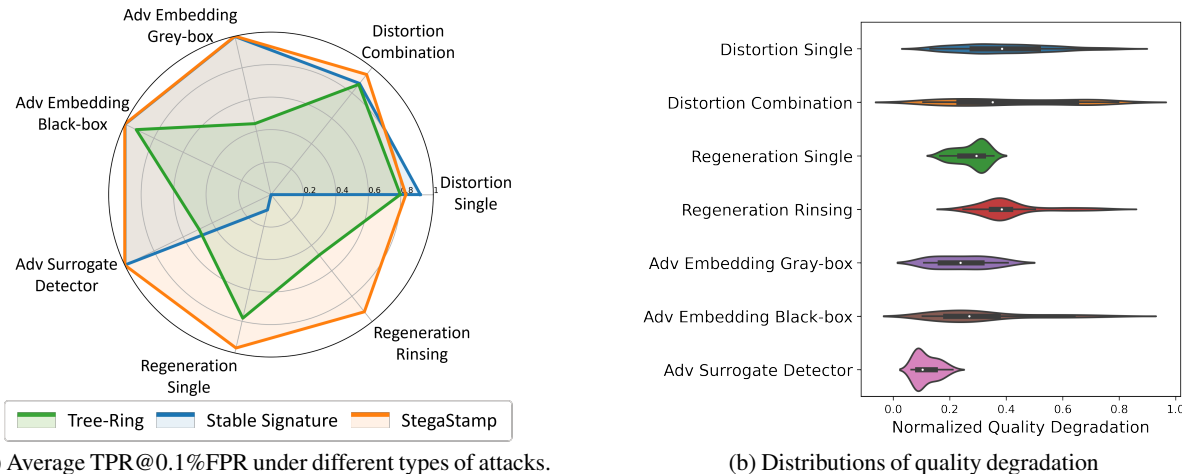 Adv Embedding
Grey-box
Distortion
Combination
Adv Embedding
Black-box
0.2 0.4 0.6 0.8 1
Distortion
Single
Adv Surrogate
Detector
Regeneration
Rinsing
Regeneration
Single
Tree-Ring Stable Signature StegaStamp
) Average TPR@0.1%FPR under different types of attacks.
Distortion Single
Distortion Combination
Regeneration Single
Regeneration Rinsing
Adv Embedding Gray-box
Adv Embedding Black-box
Adv Surrogate Detector
0.0 0.2 0.4 0.6 0.8 1.0
Normalized Quality Degradation
(b) Distributions of quality degradation